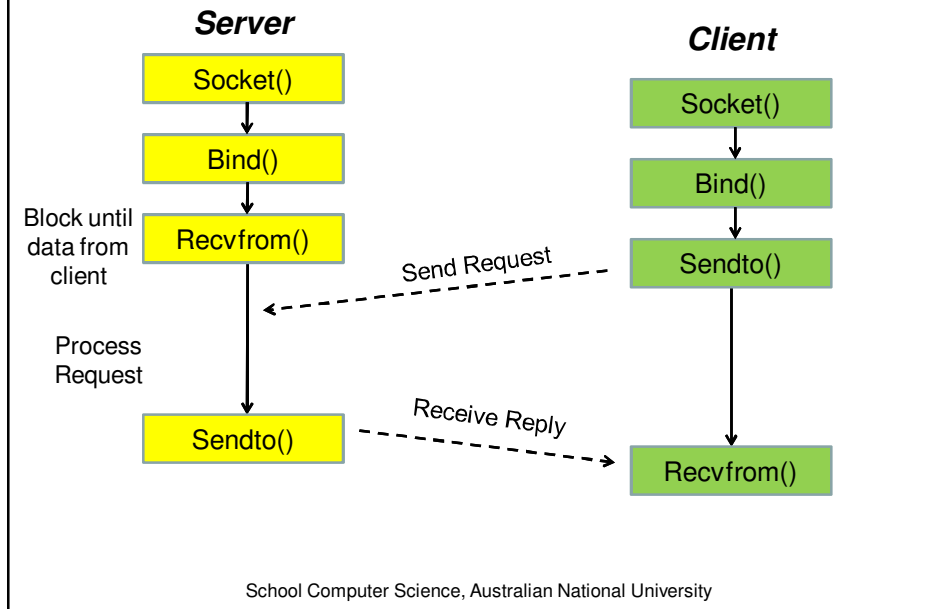 Server
Socket()
Bind()
Block until
data from
client
Recvfrom()
Process
Request
Sendto()
Send Request
Receive Reply
Client
Socket()
Bind()
Sendto()
Recvfrom()
School Computer Science, Australian National University